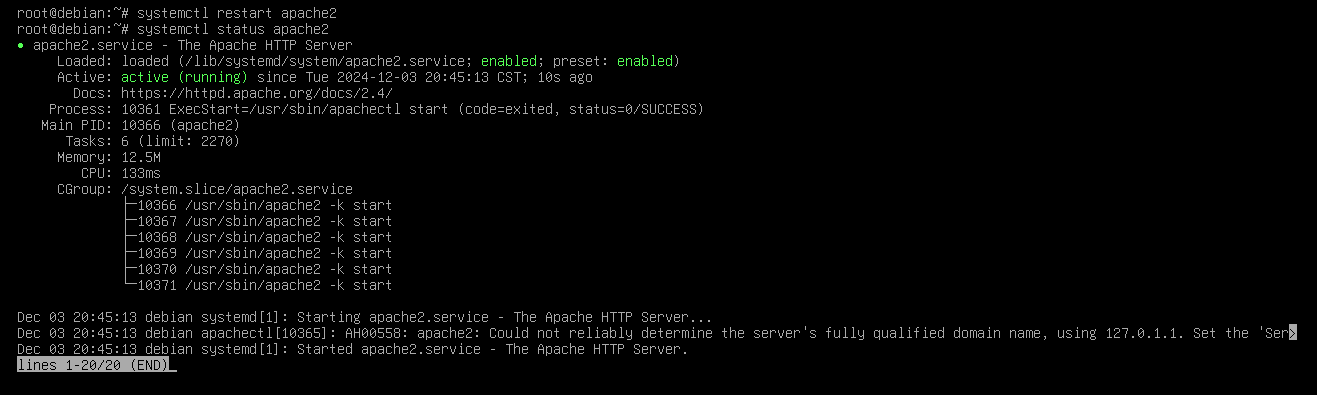 root@debian:~# systemctl restart apache2
root@debian:~# systemctl status apache2
● apache2.service - The Apache HTTP Server
     Loaded: loaded (/lib/systemd/system/apache2.service; enabled; preset: enabled)
     Active: active (running) since Tue 2024-12-03 20:45:13 CST; 10s ago
       Docs: https://httpd.apache.org/docs/2.4/
    Process: 10361 ExecStart=/usr/sbin/apachectl start (code=exited, status=0/SUCCESS)
   Main PID: 10366 (apache2)
      Tasks: 6 (limit: 2270)
     Memory: 12.5M
        CPU: 133ms
     CGroup: /system.slice/apache2.service
             ├─10366 /usr/sbin/apache2 -k start
             ├─10367 /usr/sbin/apache2 -k start
             ├─10368 /usr/sbin/apache2 -k start
             ├─10369 /usr/sbin/apache2 -k start
             ├─10370 /usr/sbin/apache2 -k start
             └─10371 /usr/sbin/apache2 -k start

Dec 03 20:45:13 debian systemd[1]: Starting apache2.service - The Apache HTTP Server...
Dec 03 20:45:13 debian apachectl[10365]: AH00558: apache2: Could not reliably determine the server's fully qualified domain name, using 127.0.1.1. Set the 'Ser>
Dec 03 20:45:13 debian systemd[1]: Started apache2.service - The Apache HTTP Server.
lines 1-20/20 (END)